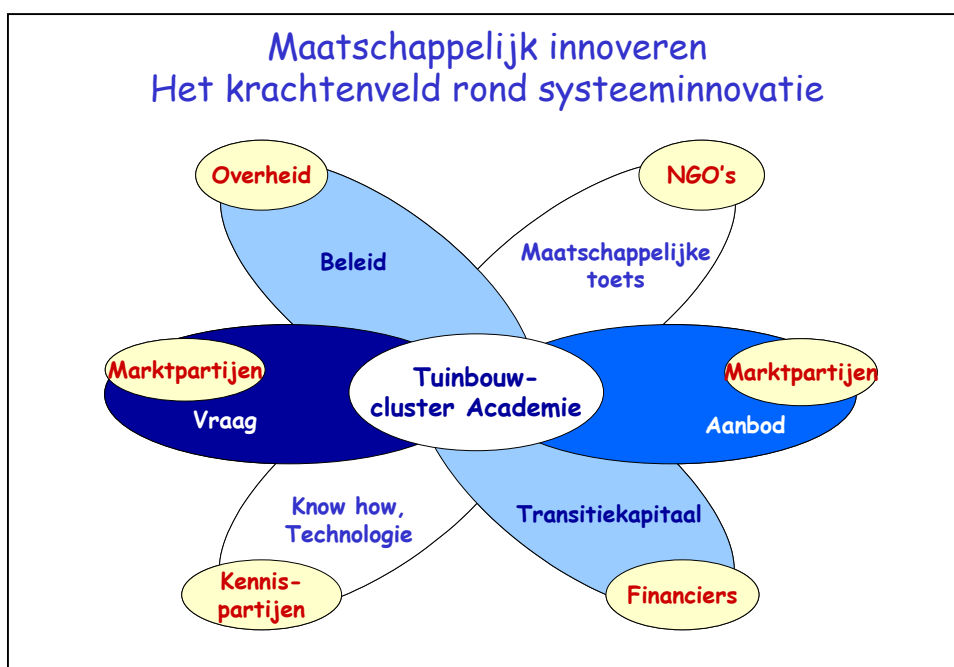 Maatschappelijk innoveren
Het krachtenveld rond systeeminnovatie
Overheid
NGO's
Beleid
Maatschappelijke
toets
Marktpartijen
Vraag
Tuinbouw-
cluster Academie
Marktpartijen
Aanbod
Know how,
Technologie
Transitiekapitaal
Kennis-
partijen
Financiers